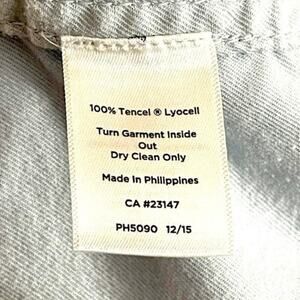 100% Tencel ® Lyocell
Turn Garment Inside
Out
Dry Clean Only
Made in Philippines
CA #23147
PH5090 12/15